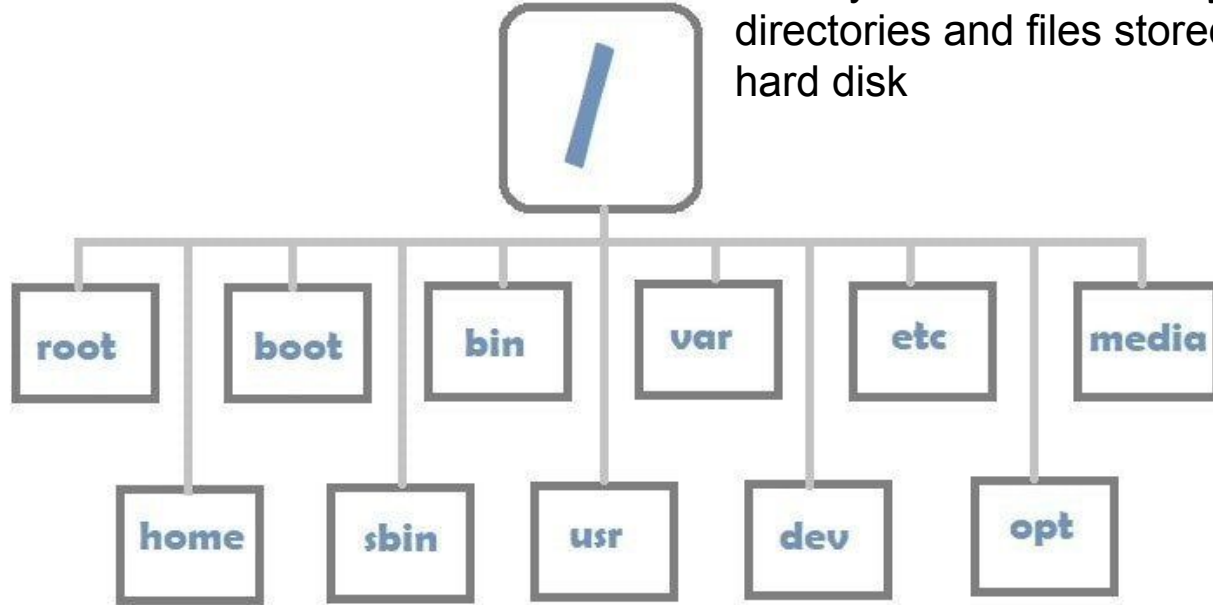 directories and files
hard disk
/
root boot bin var etc media
home sbin usr dev opt